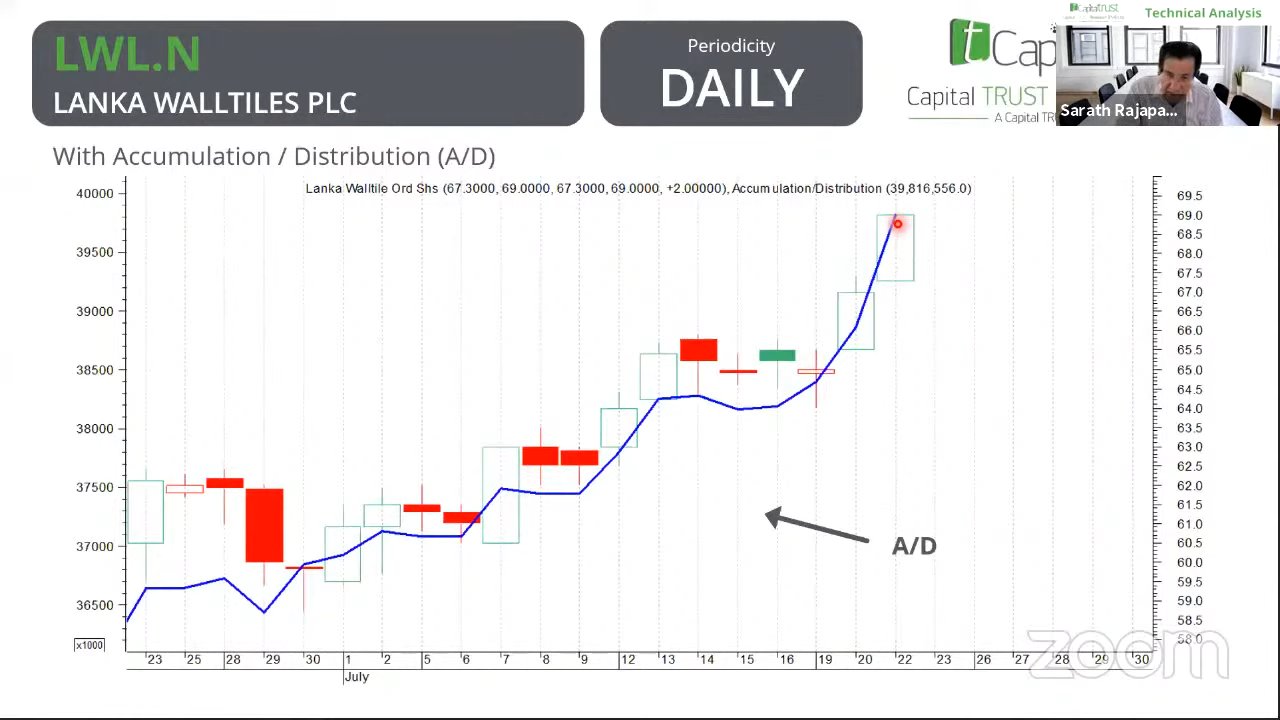 LWL.N
LANKA WALLTILES PLC
Periodicity
DAILY
Capital TRUST
Technical Analysis
tCap
Capital TRUST
A Capital TR
Sarath Rajapa...
With Accumulation / Distribution (A/D)
Lanka Walltile Ord Shs (67.3000, 69.0000, 67.3000, 69.0000, +2.00000), Accumulation/Distribution (39,816,556.0)
40000
39500
39000
38500
38000
37500
37000
36500
x1000
69.5
69.0
68.5
68.0
67.5
67.0
66.5
66.0
65.5
65.0
64.5
64.0
63.5
63.0
62.5
62.0
61.5
61.0
60.5
60.0
59.5
59.0
58.5
58.0
A/D
23 25 28 29 30 1 2 5 6 7 8 9 12 13 14 15 16 19 20 22 23 26 27 28 29 30
July
zoom